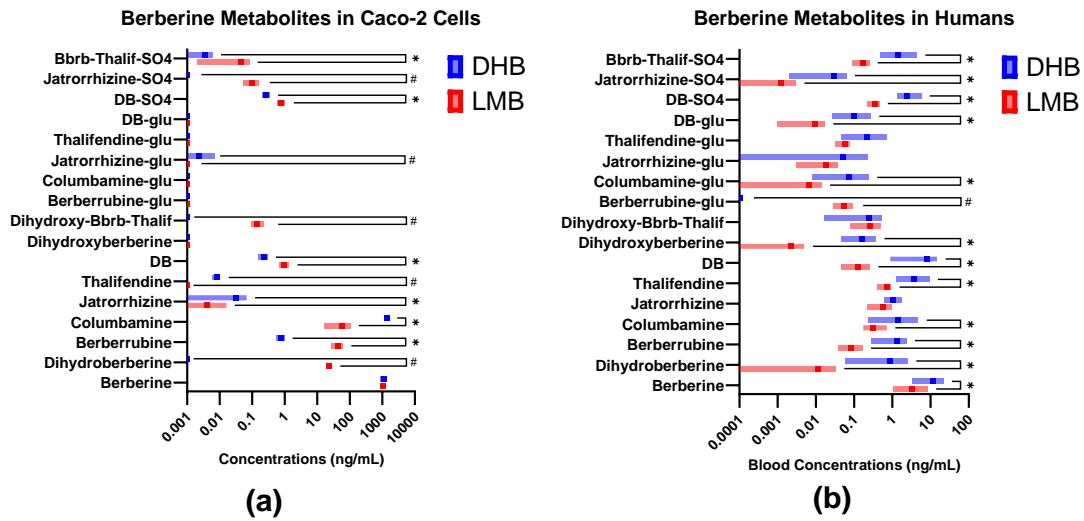 Berberine Metabolites in Caco-2 Cells
Bbrb-Thalif-SO4
Jatrorrhizine-SO4
DB-SO4
DB-glu
Thalifendine-glu
Jatrorrhizine-glu
Columbamine-glu
Berberrubine-glu
Dihydroxy-Bbrb-Thalif
Dihydroxyberberine
DB
Thalifendine
Jatrorrhizine
Columbamine
Berberrubine
Dihydroberberine
Berberine
*
#
*
#
#
*
#
*
*
*
#
DHB
LMB
0.001
0.01
0.1
1
10
100
1000
10000
Concentrations (ng/mL)
(a)
Berberine Metabolites in Humans
Bbrb-Thalif-SO4
Jatrorrhizine-SO4
DB-SO4
DB-glu
Thalifendine-glu
Jatrorrhizine-glu
Columbamine-glu
Berberrubine-glu
Dihydroxy-Bbrb-Thalif
Dihydroxyberberine
DB
Thalifendine
Jatrorrhizine
Columbamine
Berberrubine
Dihydroberberine
Berberine
*
*
*
*
*
#
*
*
*
*
*
*
*
DHB
LMB
0.0001
0.001
0.01
0.1
1
10
100
Blood Concentrations (ng/mL)
(b)